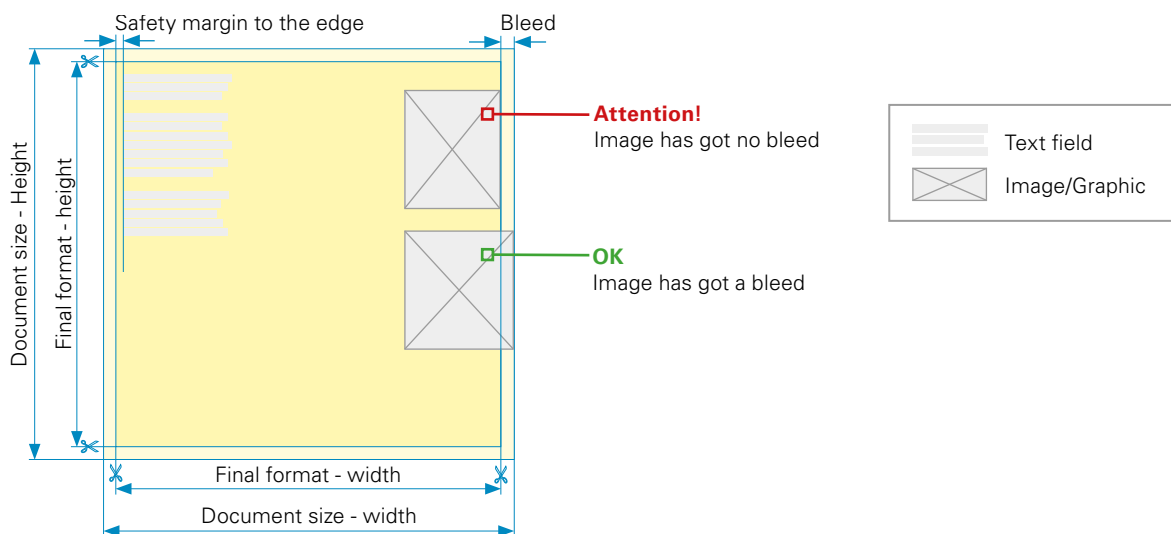 Safety margin to the edge
Bleed
Document size - Height
Final format - height
Attention!
Image has got no bleed
OK
Image has got a bleed
Text field
Image/Graphic
Final format - width
Document size - width